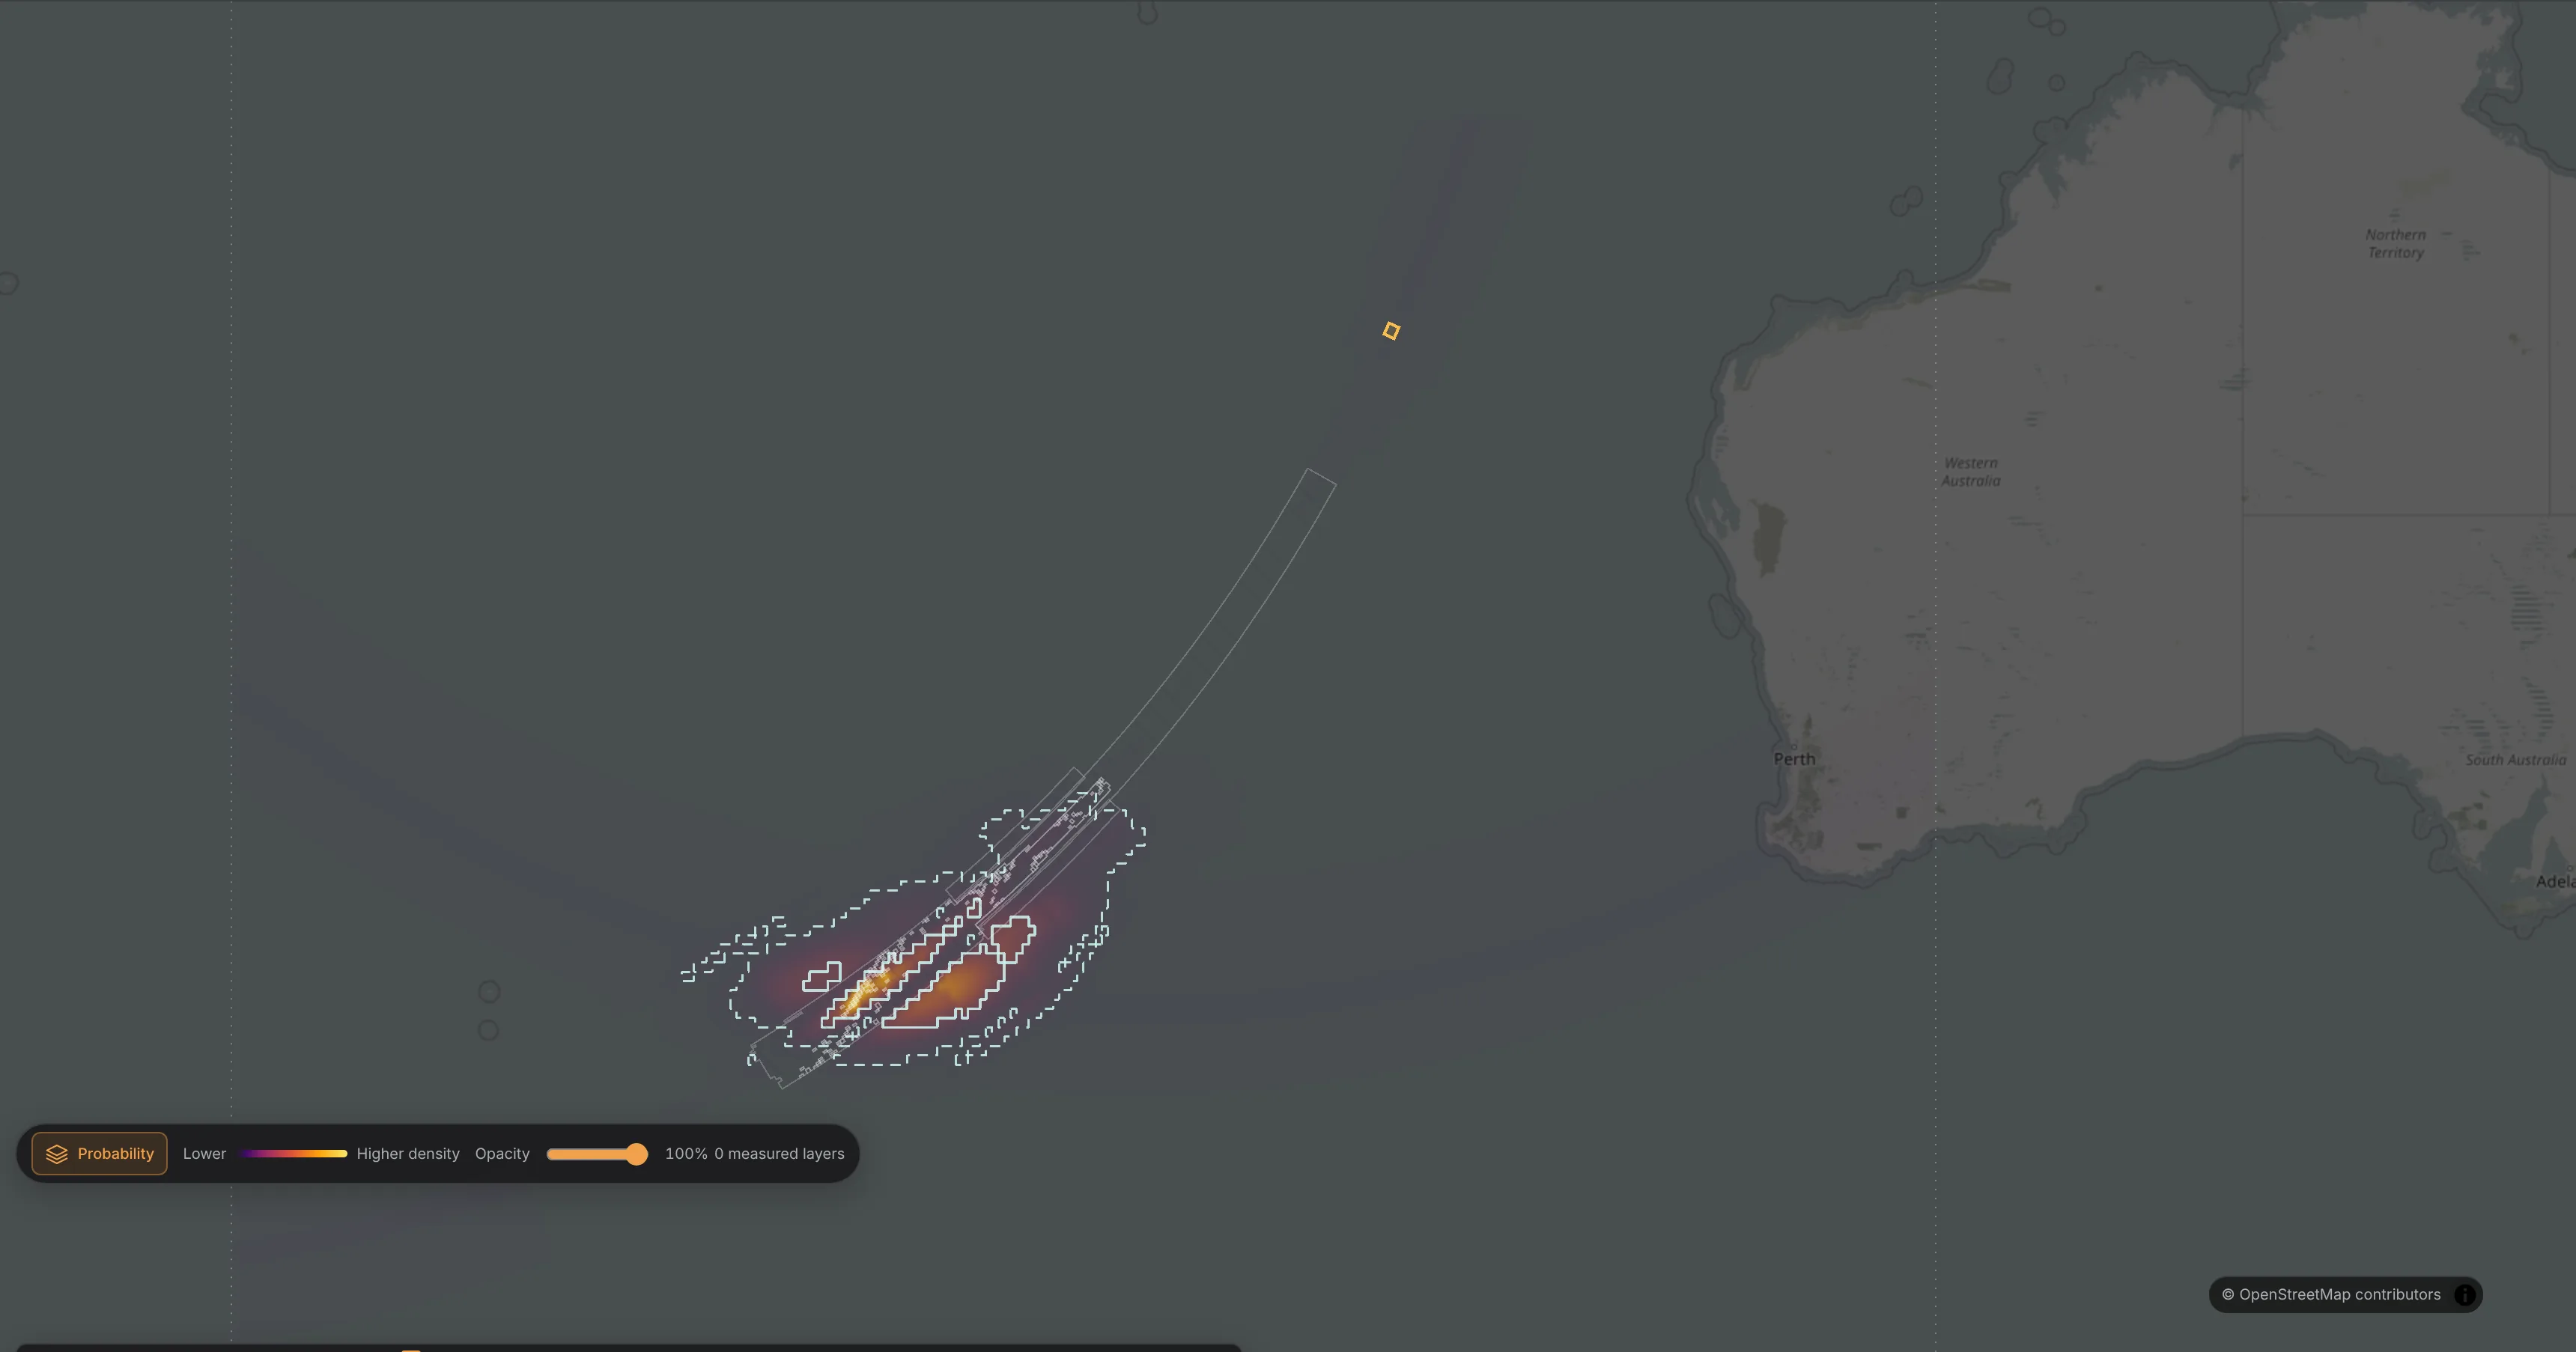 Northern
Territory
Western
Australia
Perth
South Australia
Adela
Probability
Lower
Higher density
Opacity
100% 0 measured layers
© OpenStreetMap contributors